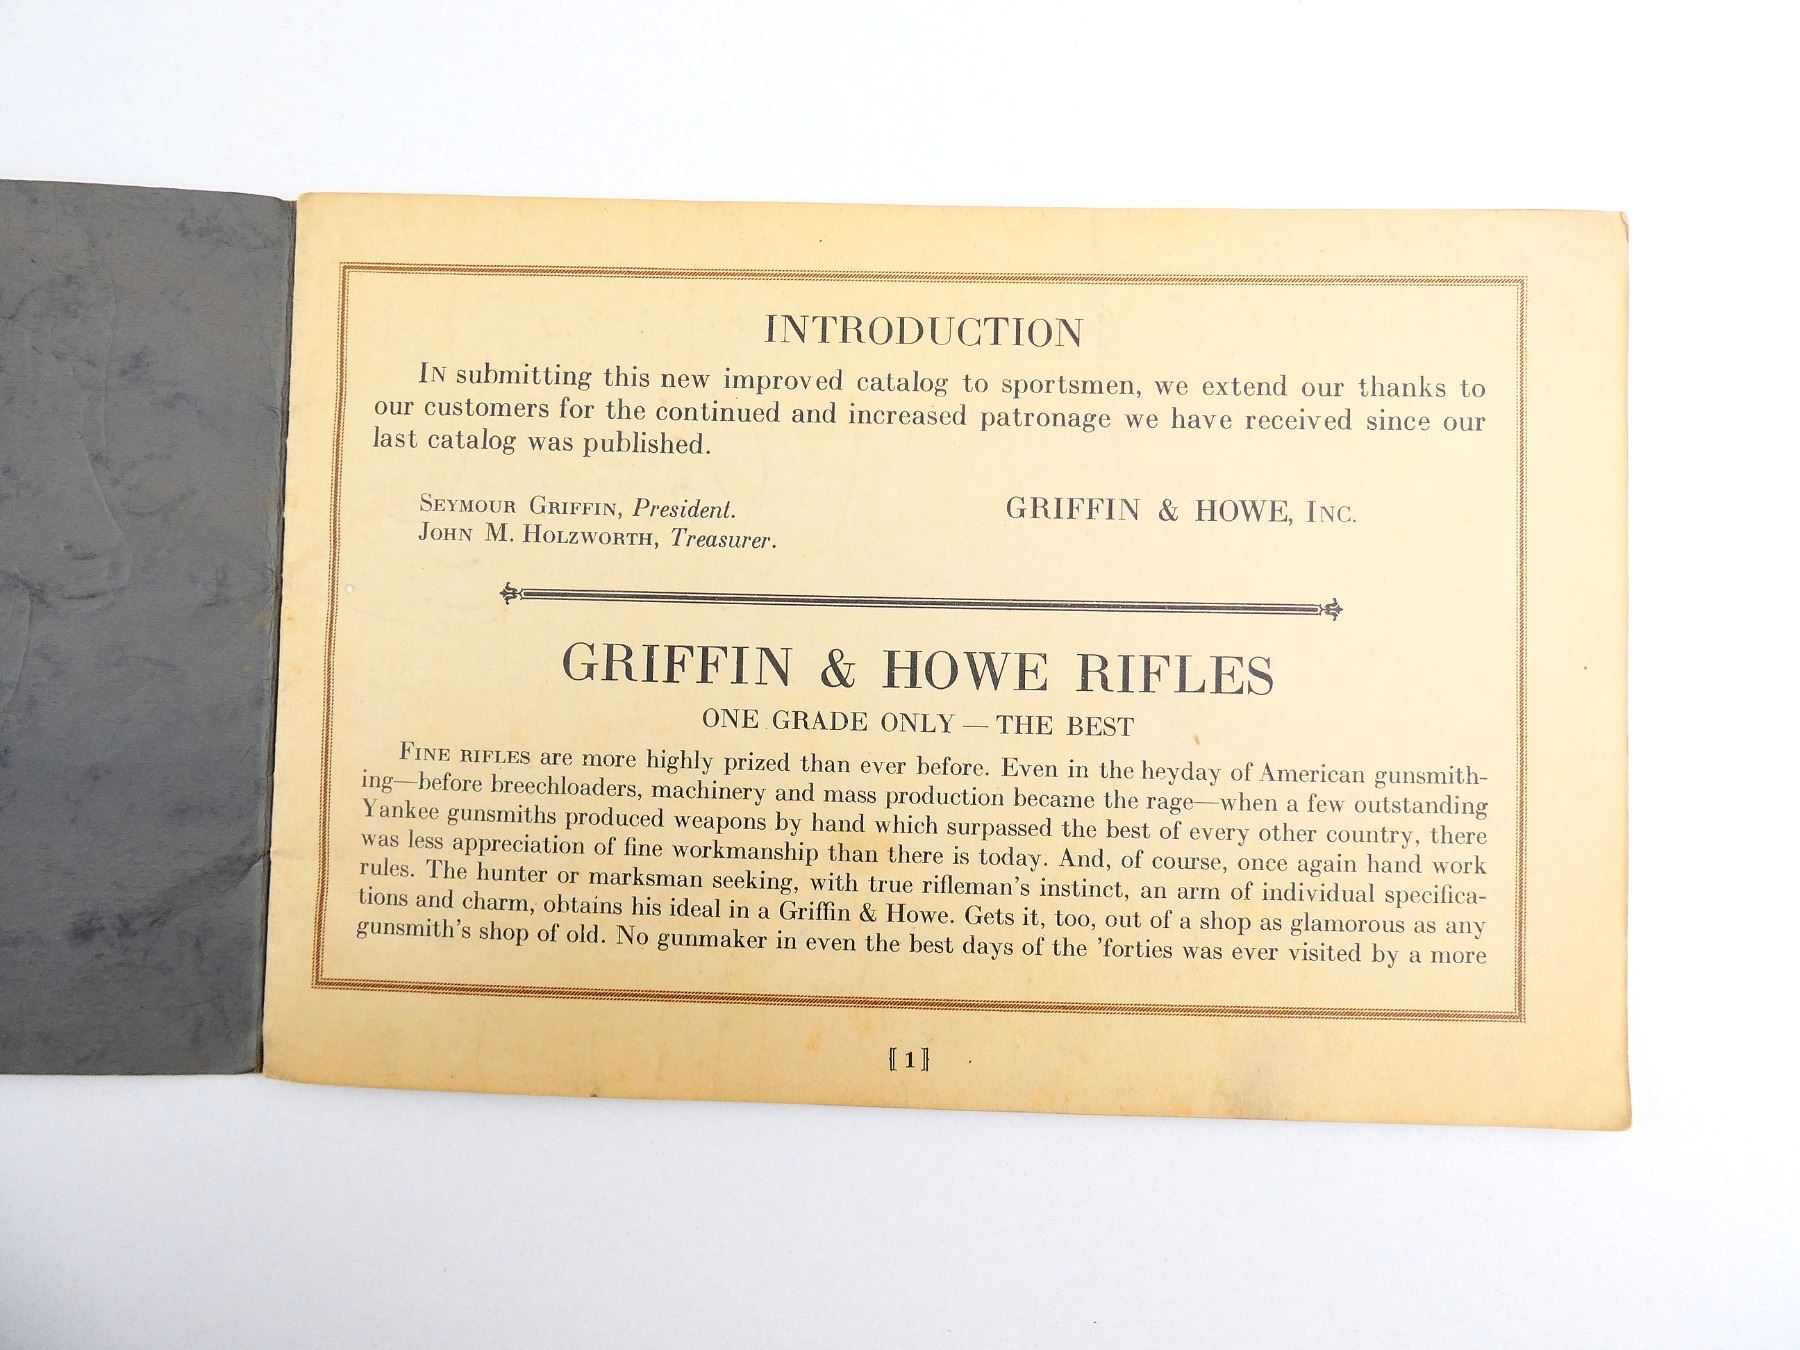 INTRODUCTION
IN submitting this new improved catalog to sportsmen, we extend our thanks to
our customers for the continued and increased patronage we have received since our
last catalog was published.
SEYMOUR GRIFFIN, President.
JOHN M. HOLZWORTH, Treasurer.
GRIFFIN & HOWE, INC.
GRIFFIN & HOWE RIFLES
ONE GRADE ONLY — THE BEST
FINE RIFLES are more highly prized than ever before. Even in the heyday of American gunsmith-
ing—before breechloaders, machinery and mass production became the rage—when a few outstanding
Yankee gunsmiths produced weapons by hand which surpassed the best of every other country, there
was less appreciation of fine workmanship than there is today. And, of course, once again hand work
rules. The hunter or marksman seeking, with true rifleman's instinct, an arm of individual specifica-
tions and charm, obtains his ideal in a Griffin & Howe. Gets it, too, out of a shop as glamorous as any
gunsmith's shop of old. No gunmaker in even the best days of the 'forties was ever visited by a more
[1]